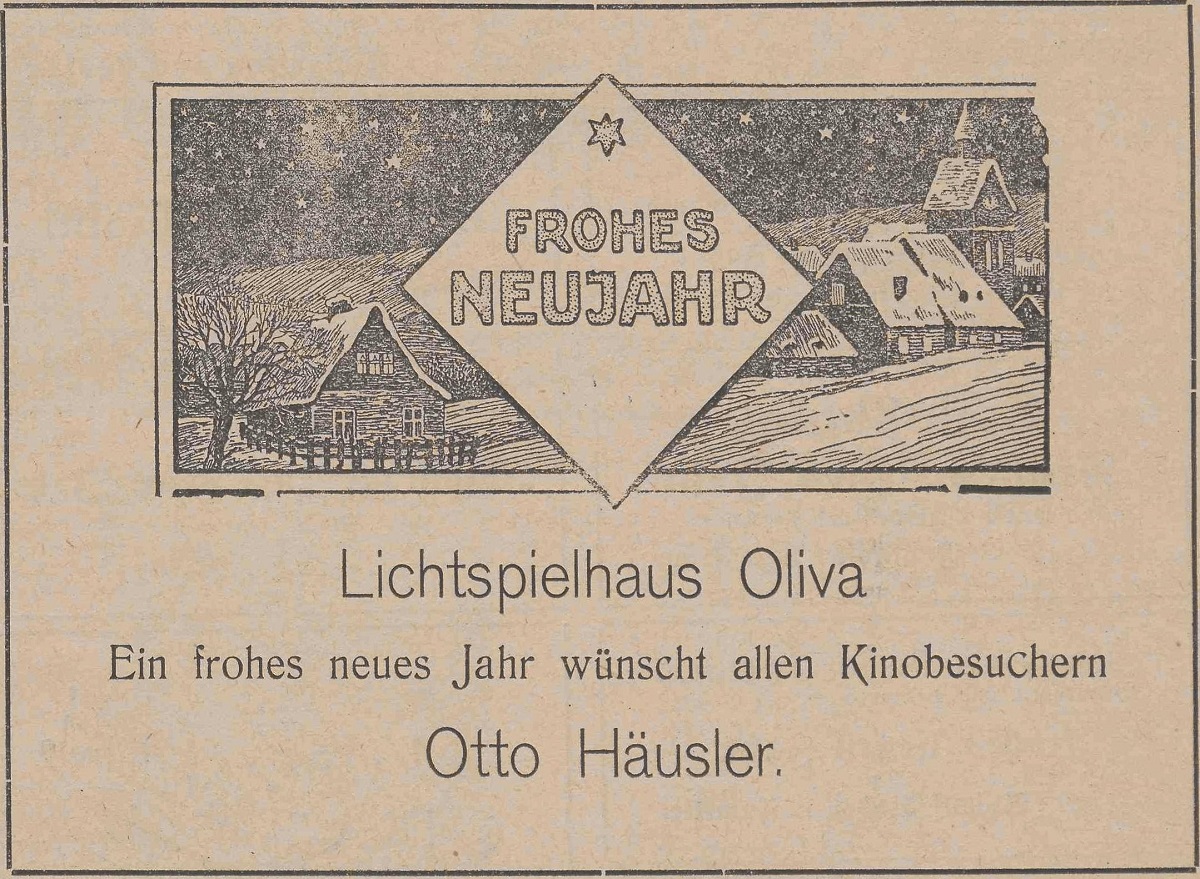 FROHES
NEUJAHR
Lichtspielhaus Oliva
Ein frohes neues Jahr wünscht allen Kinobesuchern
Otto Häusler.